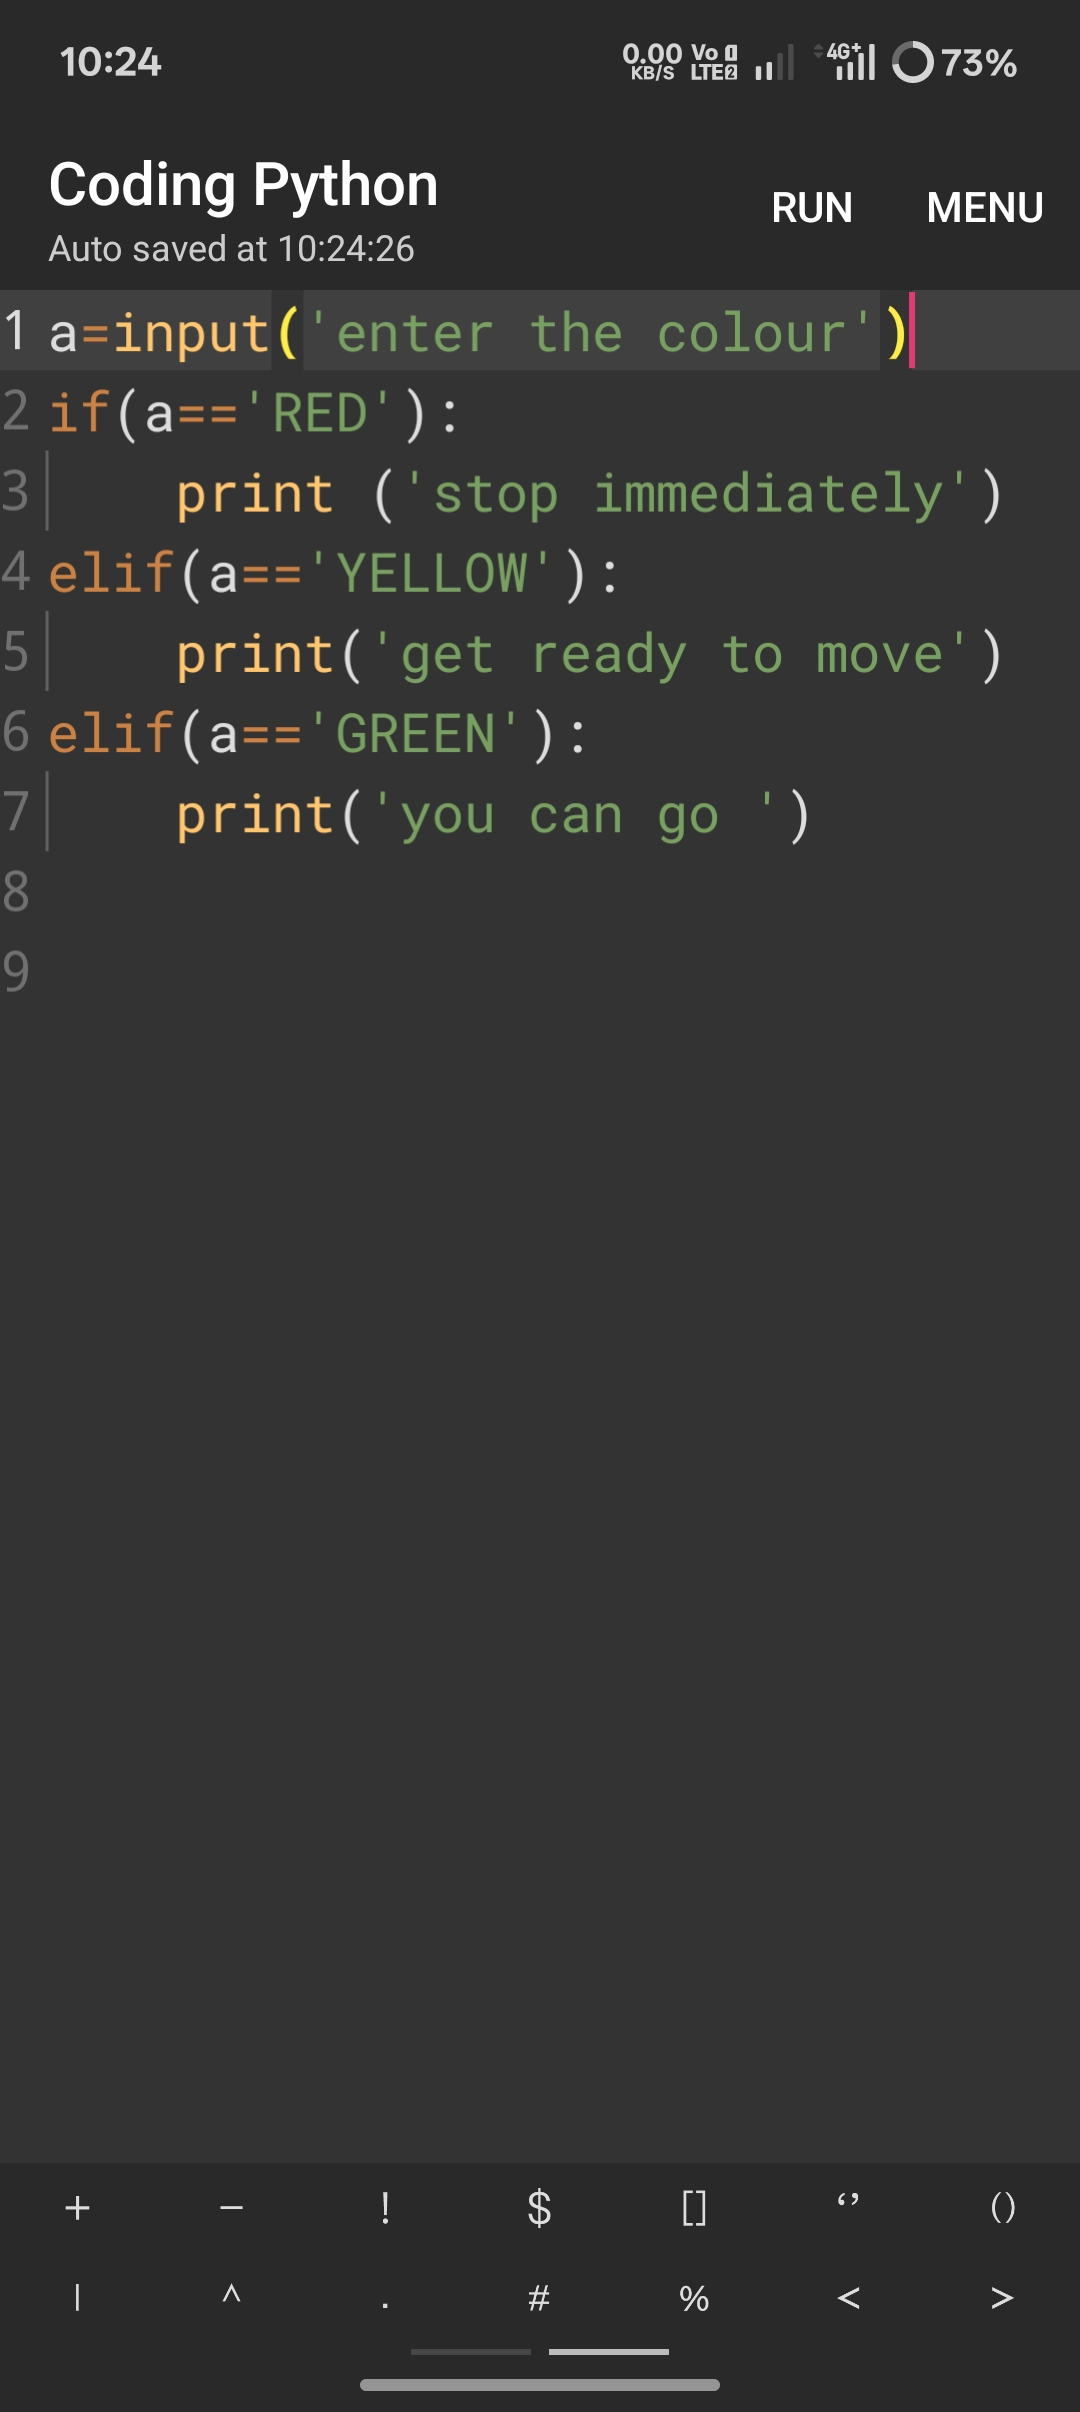 10:24 0.00 KB/S Vo 1 LTE 2 4G+ 73%
Coding Python
RUN MENU
Auto saved at 10:24:26
1 a=input('enter the colour')
2 if(a=='RED'):
3     print ('stop immediately')
4 elif(a=='YELLOW'):
5     print('get ready to move')
6 elif(a=='GREEN'):
7     print('you can go ')
8
9
+ − ! $ [] ‘’ ()
| ^ . # % < >